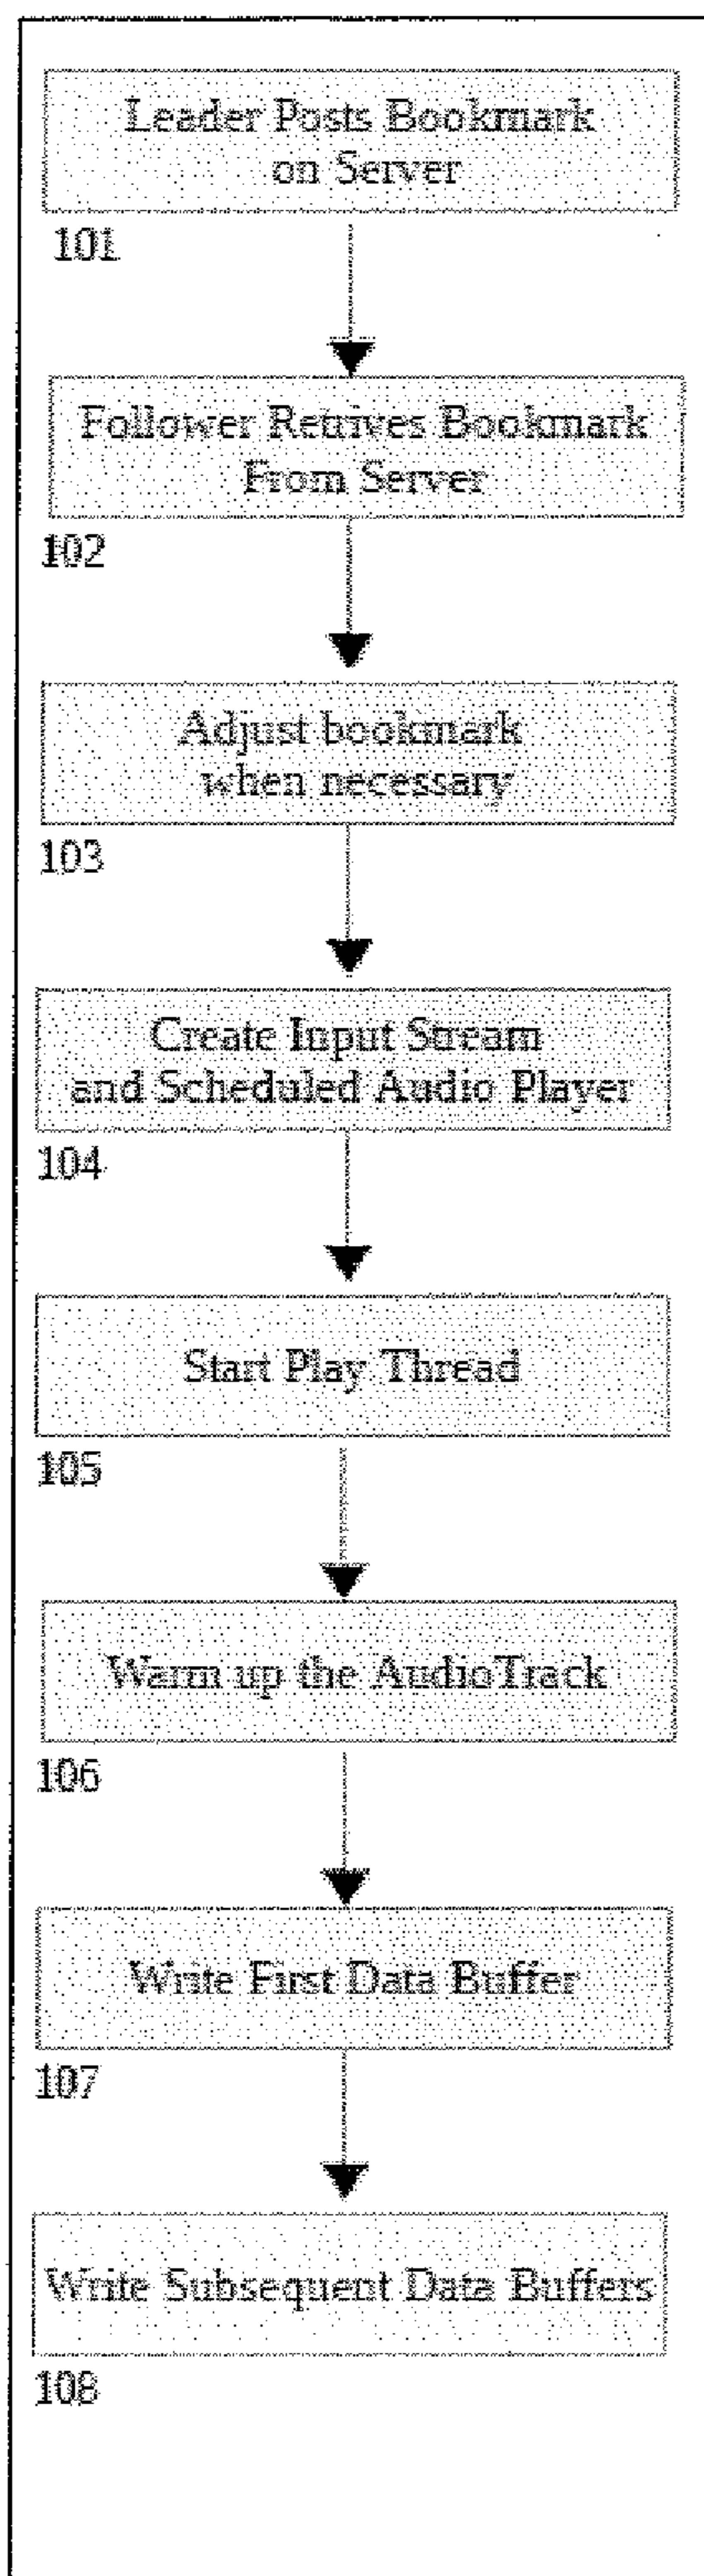 Leader Posts Bookmark
on Server
101
Follower Retrives Bookmark
From Server
102
Adjust bookmark
when necessary
103
Create Input Stream
and Scheduled Audio Player
104
Start Play Thread
105
Warm up the AudioTrack
106
Write First Data Buffer
107
Write Subsequent Data Buffers
108